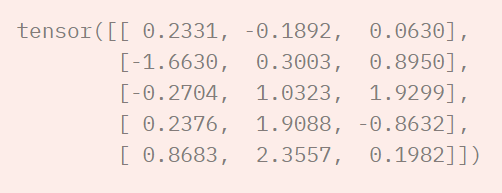 tensor([[ 0.2331, -0.1892,  0.0630],
        [-1.6630,  0.3003,  0.8950],
        [-0.2704,  1.0323,  1.9299],
        [ 0.2376,  1.9088, -0.8632],
        [ 0.8683,  2.3557,  0.1982]])